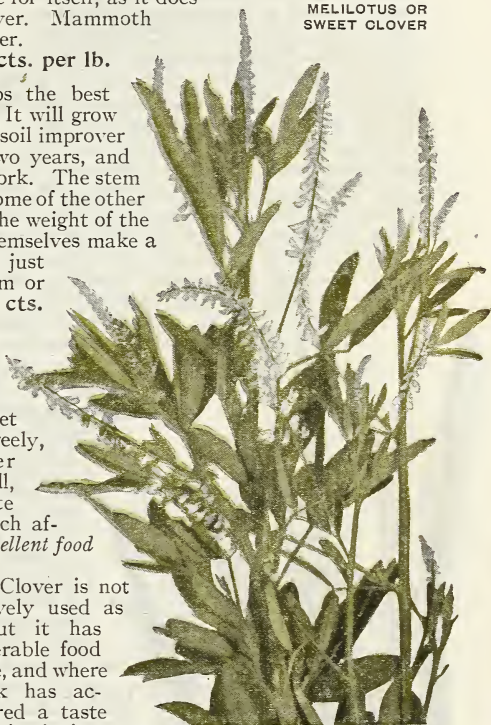 e for itself, as it does
ver. Mammoth
er.
cts. per lb.
MELILOTUS OR
SWEET CLOVER
os the best
It will grow
soil improver
wo years, and
ork. The stem
ome of the other
he weight of the
emselves make a
just
m or
cts.
et
reely,
er
ll,
te
ch af-
ellent food
Clover is not
vely used as
ut it has
erable food
e, and where
k has ac-
red a taste